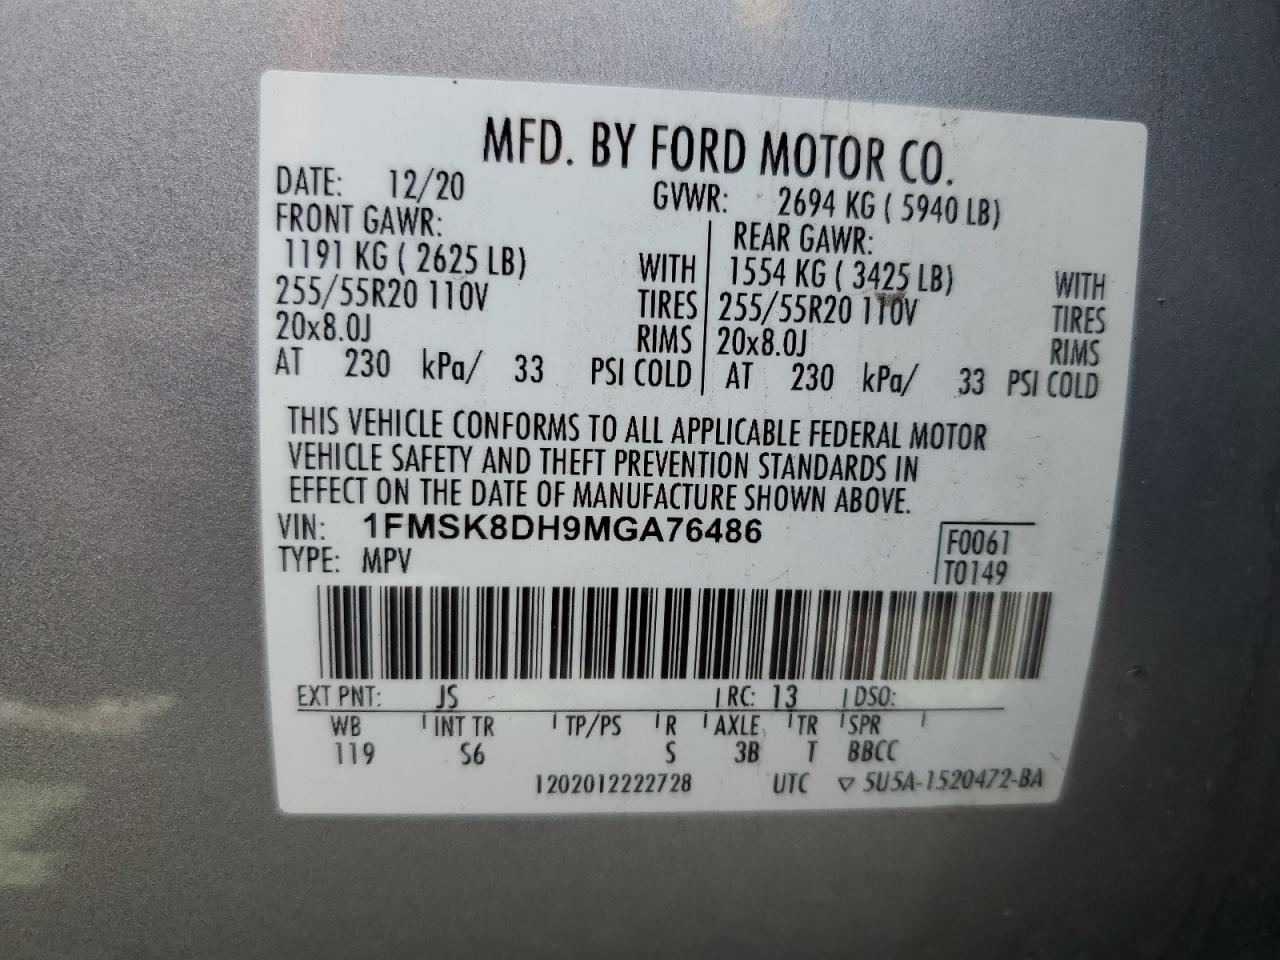 MFD. BY FORD MOTOR CO.
DATE: 12/20 GVWR: 2694 KG ( 5940 LB)
FRONT GAWR: REAR GAWR:
1191 KG ( 2625 LB) WITH 1554 KG ( 3425 LB) WITH
255/55R20 110V TIRES 255/55R20 110V TIRES
20x8.0J RIMS 20x8.0J RIMS
AT 230 kPa/ 33 PSI COLD AT 230 kPa/ 33 PSI COLD
THIS VEHICLE CONFORMS TO ALL APPLICABLE FEDERAL MOTOR
VEHICLE SAFETY AND THEFT PREVENTION STANDARDS IN
EFFECT ON THE DATE OF MANUFACTURE SHOWN ABOVE.
VIN: 1FMSK8DH9MGA76486 F0061
TYPE: MPV T0149
EXT PNT: JS RC: 13 DSO:
WB INT TR TP/PS R AXLE TR SPR
119 S6 S 3B T BBCC
1202012222728 UTC ▽ 5U5A-1520472-BA